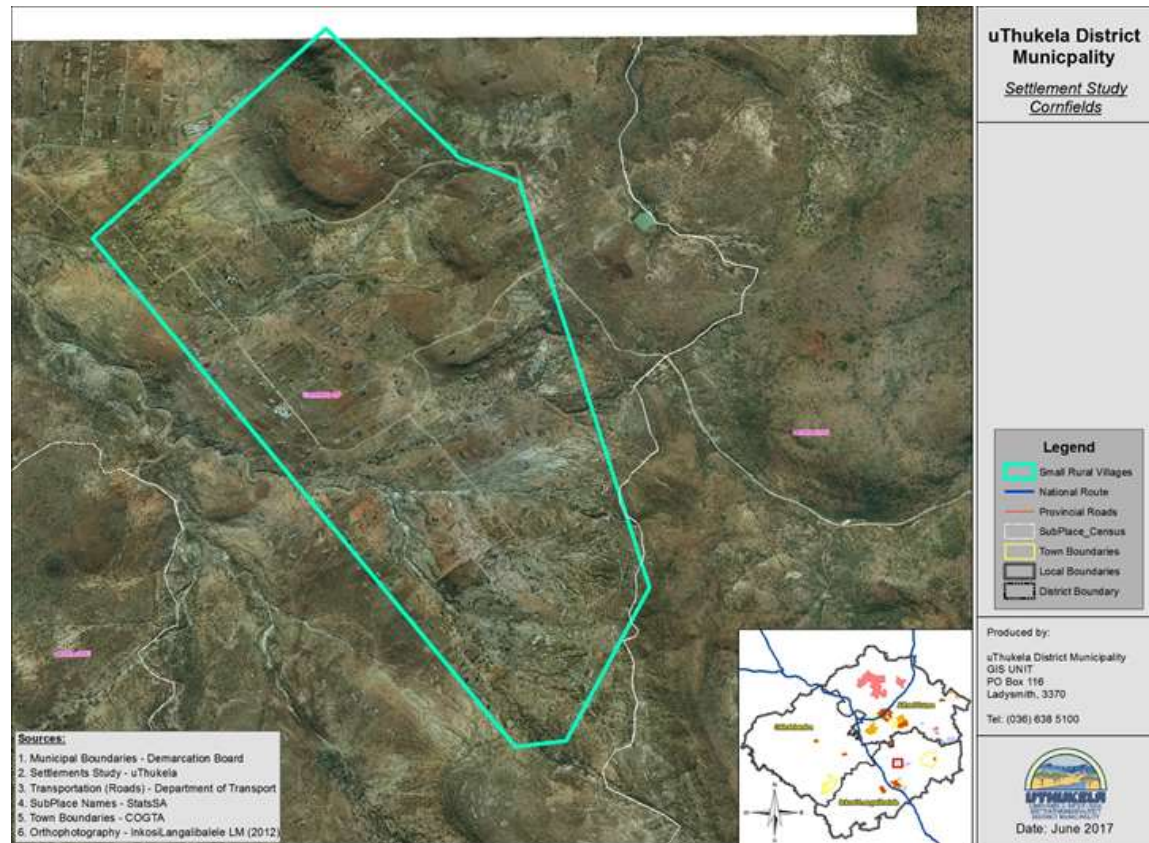 uThukela District
Municpality
Settlement Study
Cornfields
Legend
Small Rural Villages
National Route
Provincial Roads
SubPlace_Census
Town Boundaries
Local Boundaries
District Boundary
Produced by:
uThukela District Municipality
GIS UNIT
PO Box 116
Ladysmith, 3370
Tel: (036) 638 5100
UTHUKELA
DISTRICT MUNICIPALITY
Date: June 2017
Sources:
1. Municipal Boundaries - Demarcation Board
2. Settlements Study - uThukela
3. Transportation (Roads) - Department of Transport
4. SubPlace Names - StatsSA
5. Town Boundaries - COGTA
6. Orthophotography - InkosiLangalibalele LM (2012)